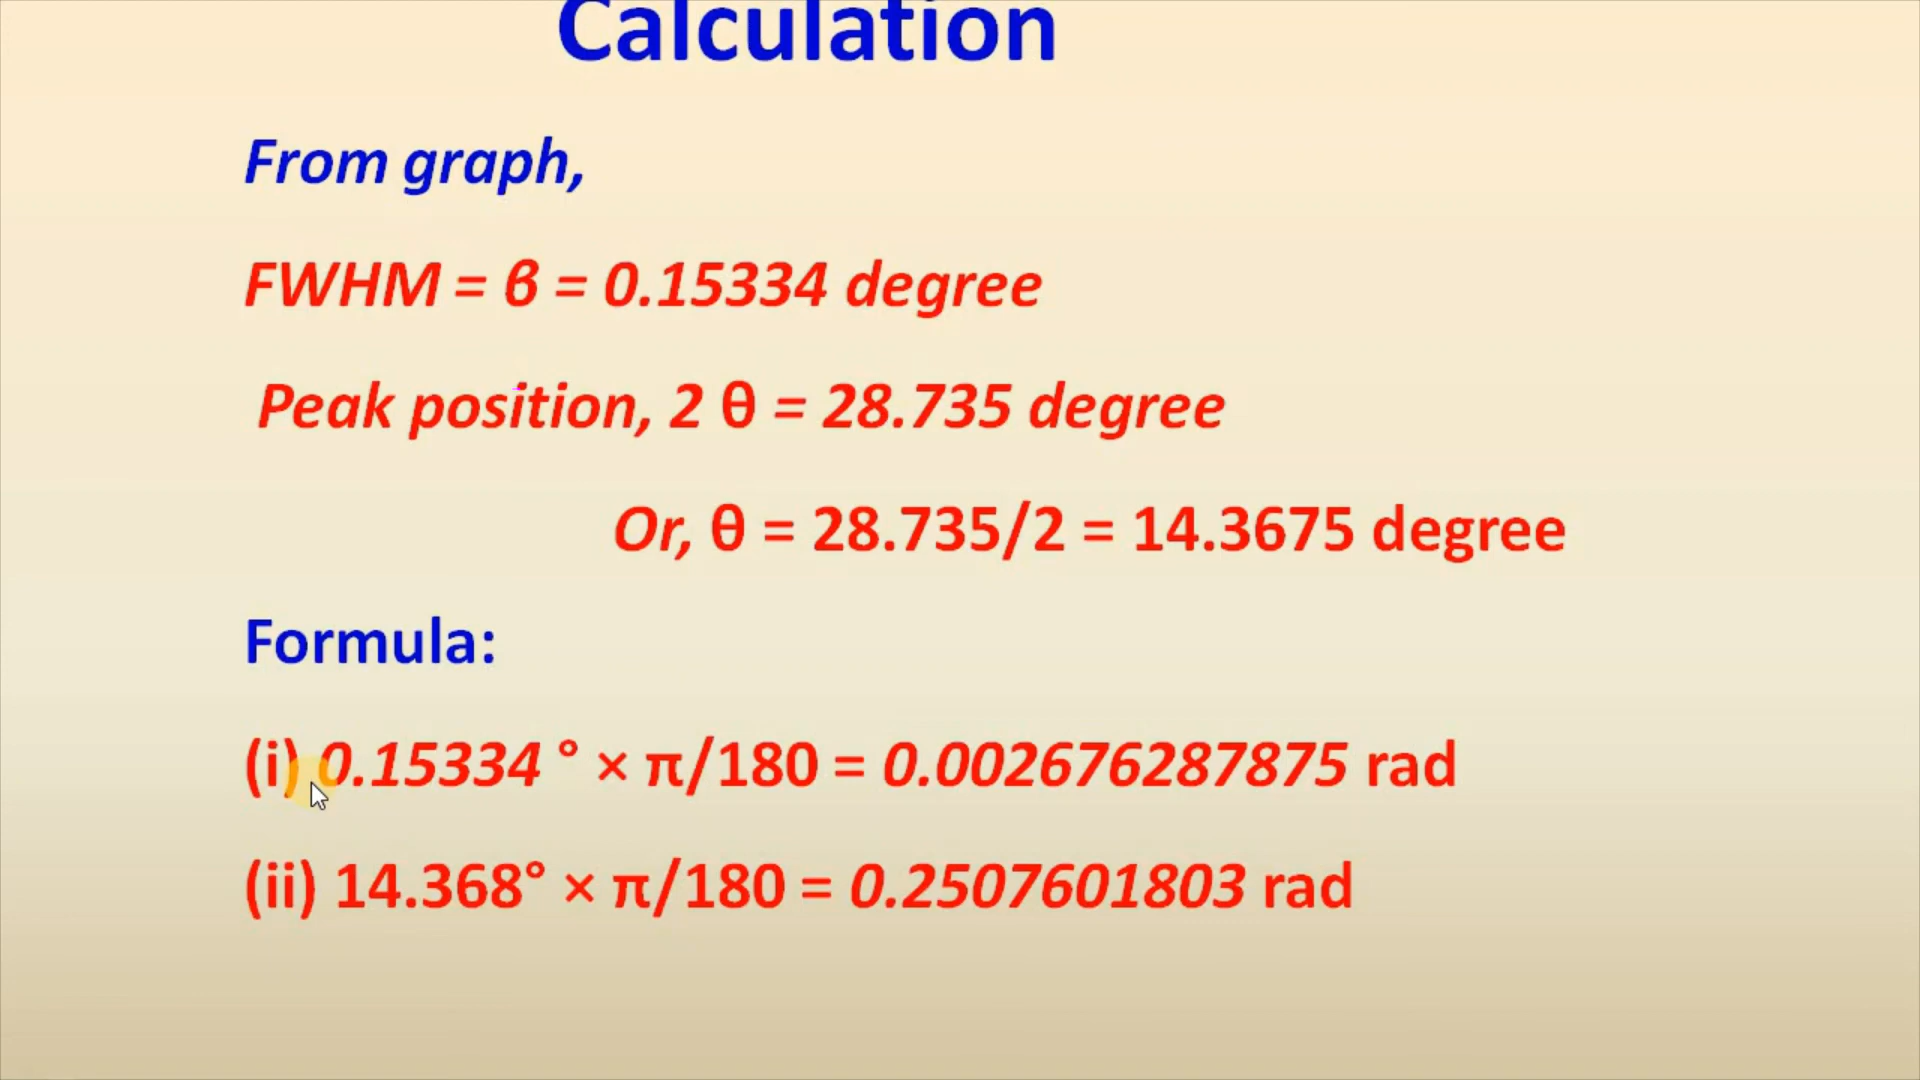 Calculation
From graph,
FWHM = β = 0.15334 degree
Peak position, 2 θ = 28.735 degree
Or, θ = 28.735/2 = 14.3675 degree
Formula:
(i) 0.15334 ° × π/180 = 0.002676287875 rad
(ii) 14.368° × π/180 = 0.2507601803 rad